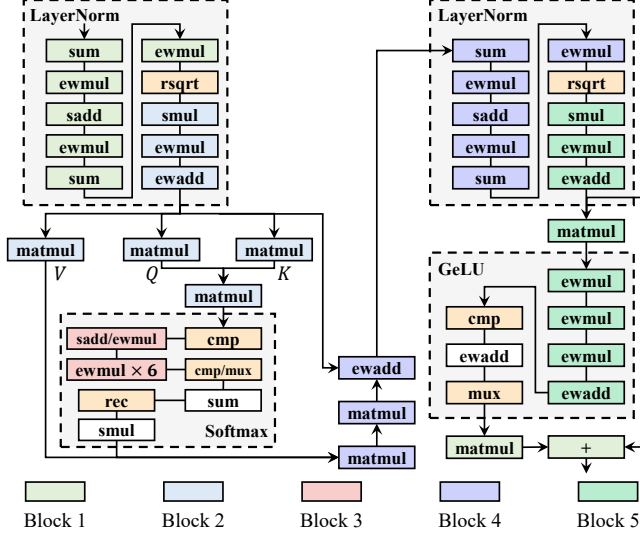 LayerNorm
sum
ewmul
sadd
ewmul
sum
ewmul
rsqrt
smul
ewmul
ewadd
matmul
V
matmul
Q
matmul
K
matmul
sadd/ewmul
cmp
ewmul × 6
cmp/mux
rec
sum
smul
Softmax
ewadd
matmul
matmul
LayerNorm
sum
ewmul
sadd
ewmul
sum
ewmul
rsqrt
smul
ewmul
ewadd
matmul
GeLU
ewmul
ewmul
ewmul
ewadd
cmp
ewadd
mux
matmul
+
Block 1
Block 2
Block 3
Block 4
Block 5